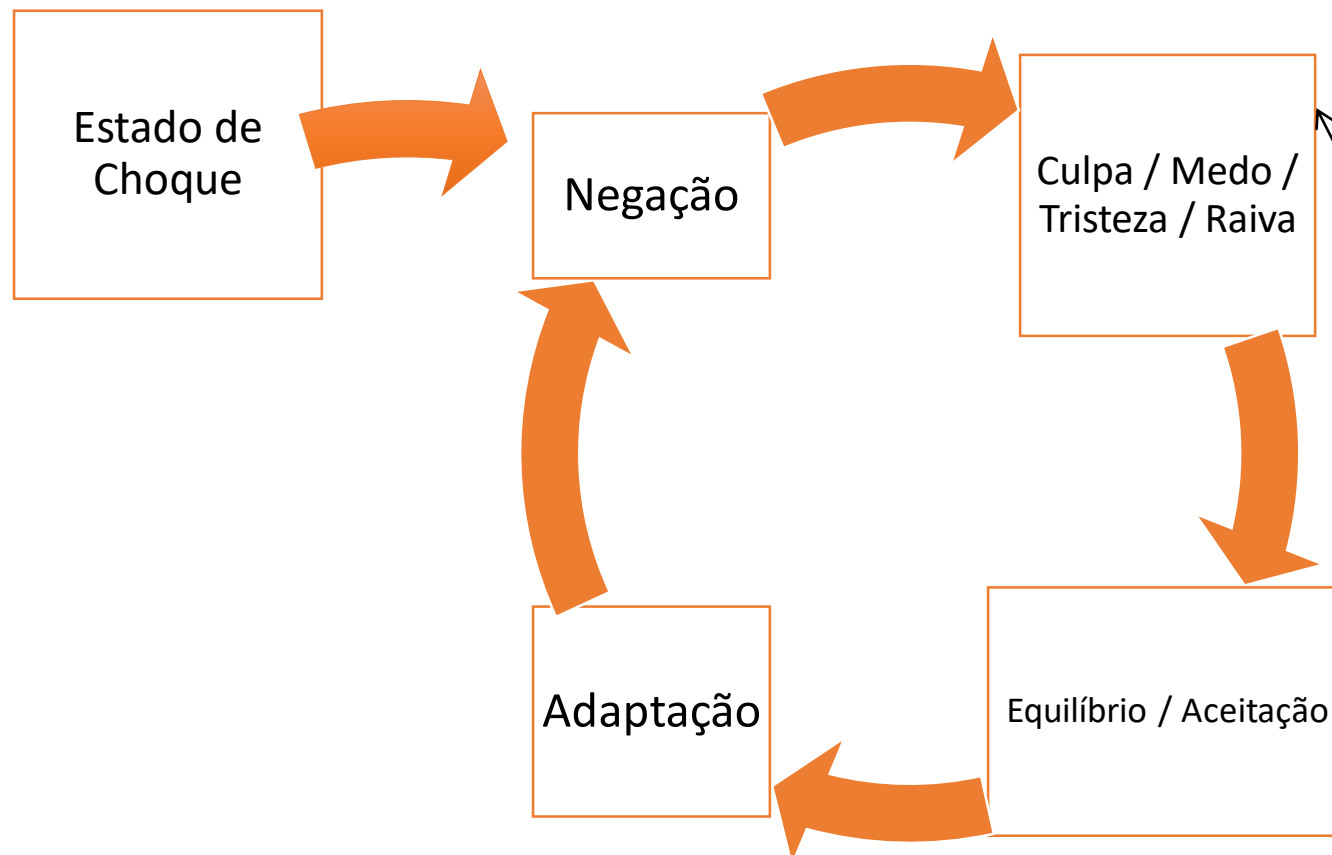 Estado de
Choque
Negação
Culpa / Medo /
Tristeza / Raiva
Equilíbrio / Aceitação
Adaptação